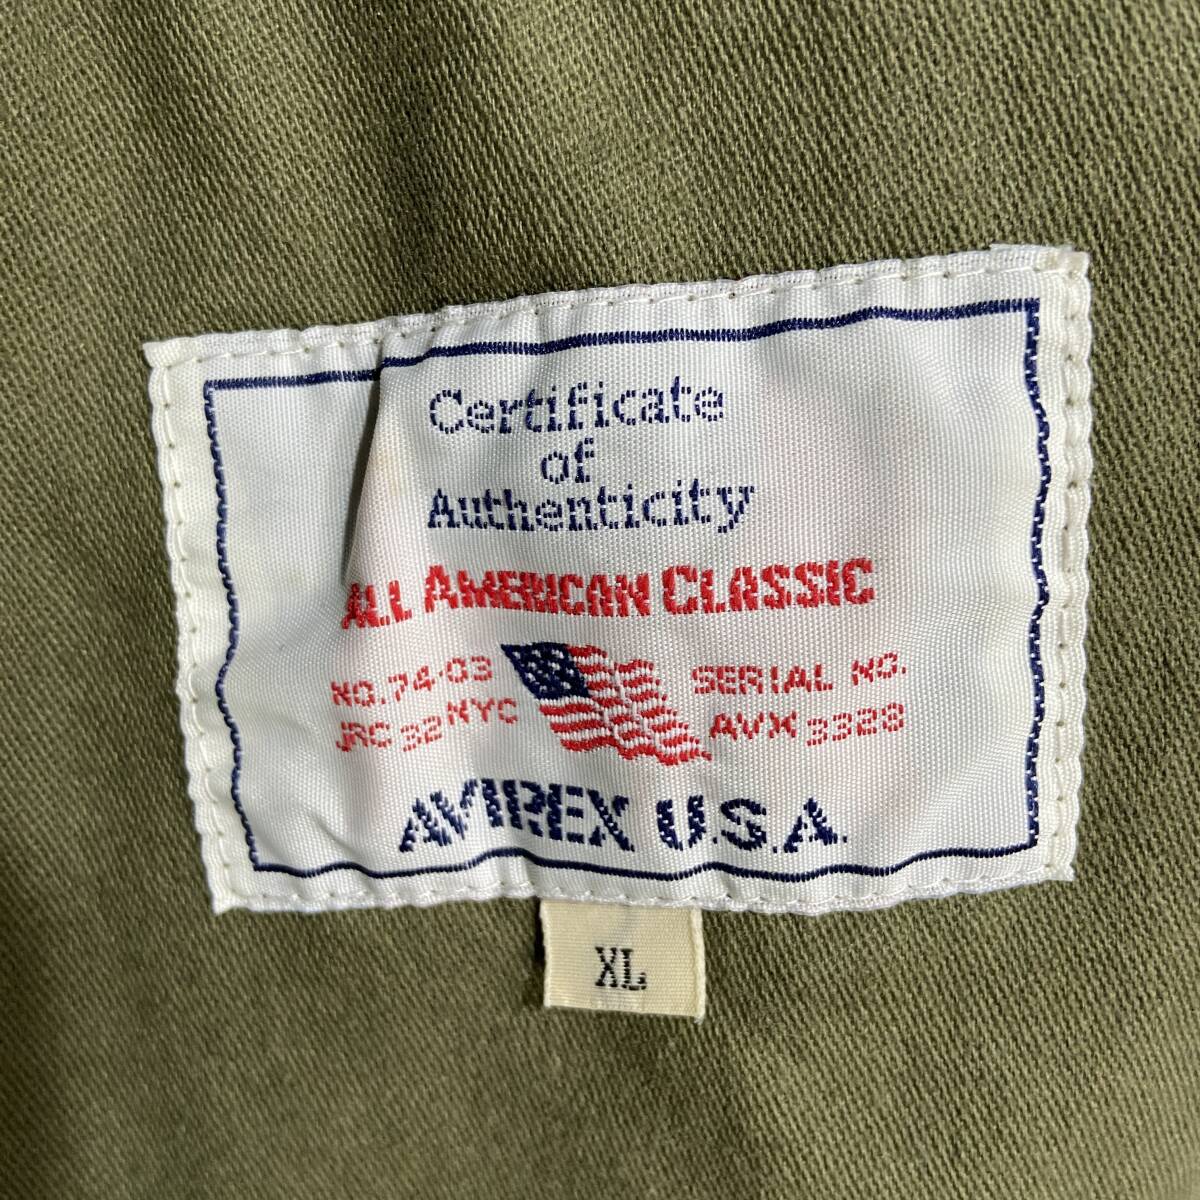 Certificate
of
Authenticity
ALL AMERICAN CLASSIC
NO.74-03
JRC 32 NYC
SERIAL NO.
AVX 3328
AVIREX U.S.A.
XL